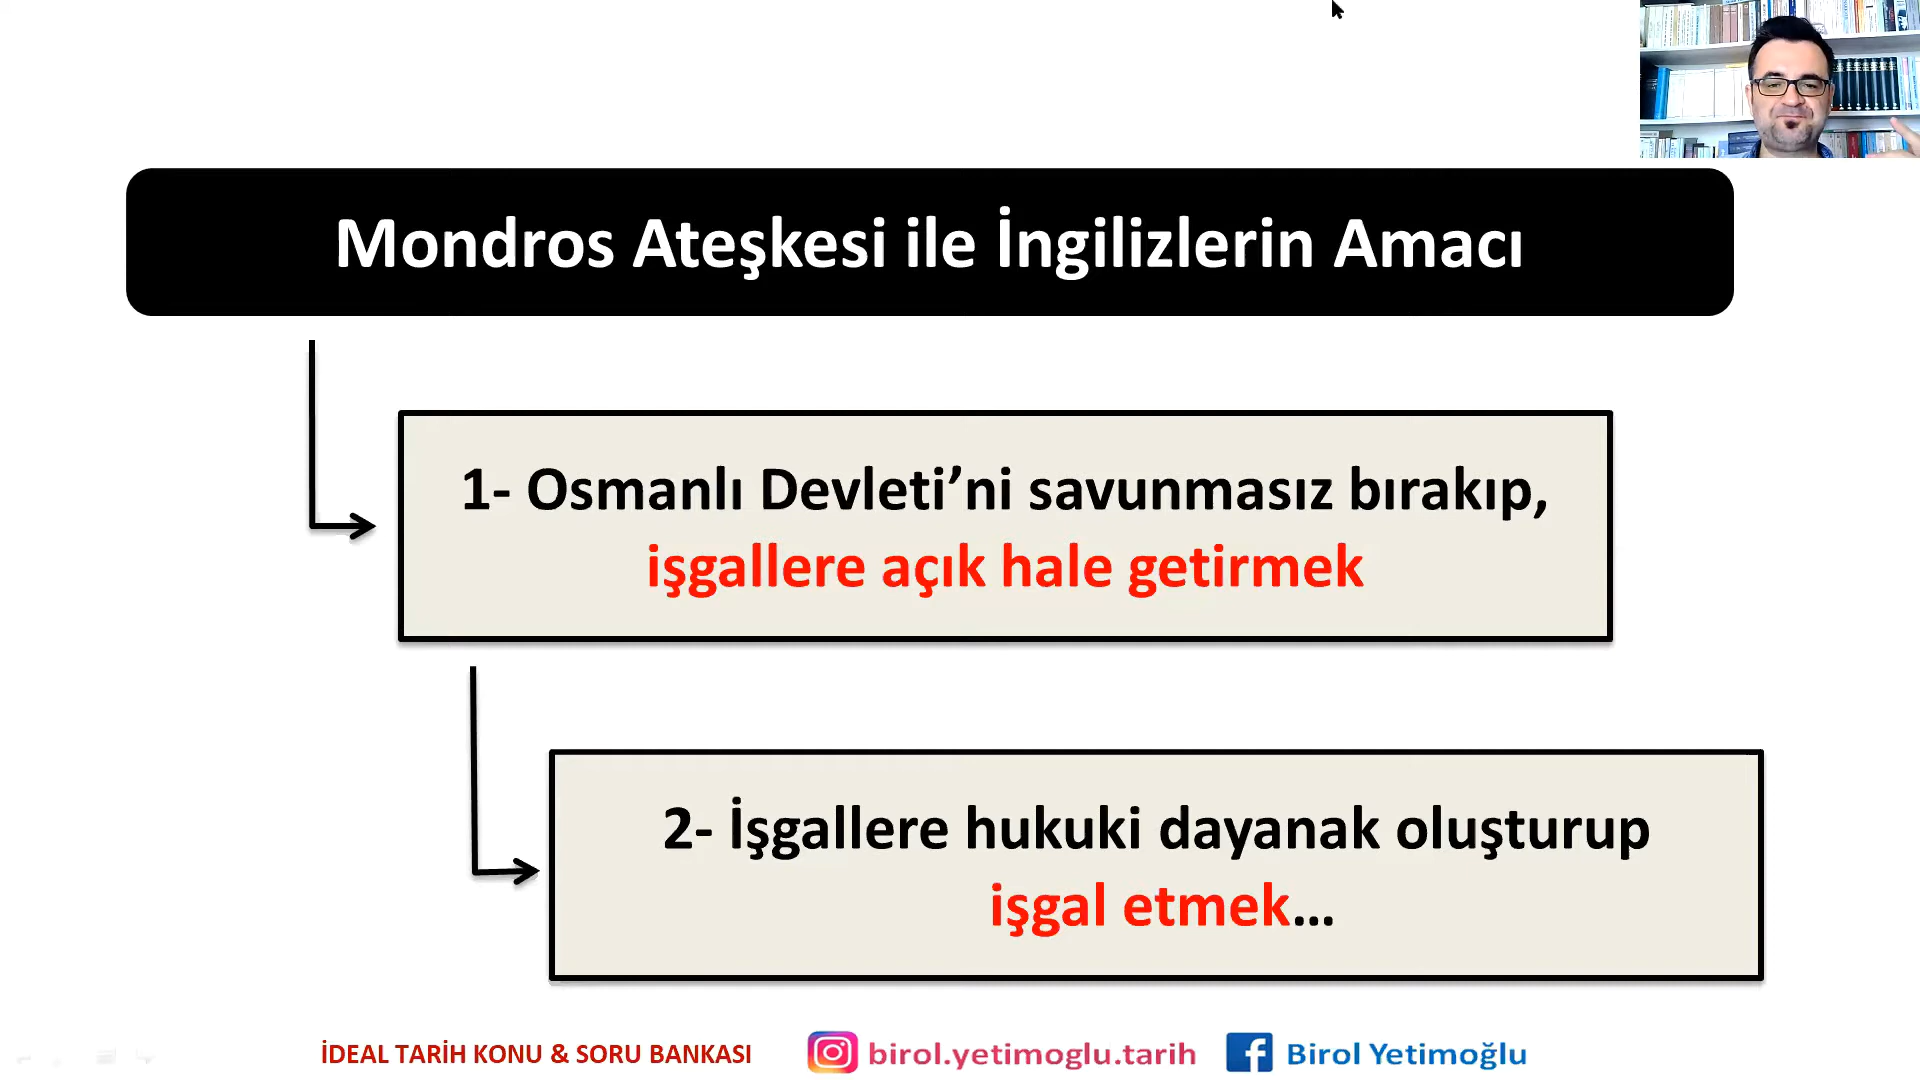 Mondros Ateşkesi ile İngilizlerin Amacı
1- Osmanlı Devleti’ni savunmasız bırakıp,
işgallere açık hale getirmek
2- İşgallere hukuki dayanak oluşturup
işgal etmek...
İDEAL TARİH KONU & SORU BANKASI
birol.yetimoglu.tarih
Birol Yetimoğlu